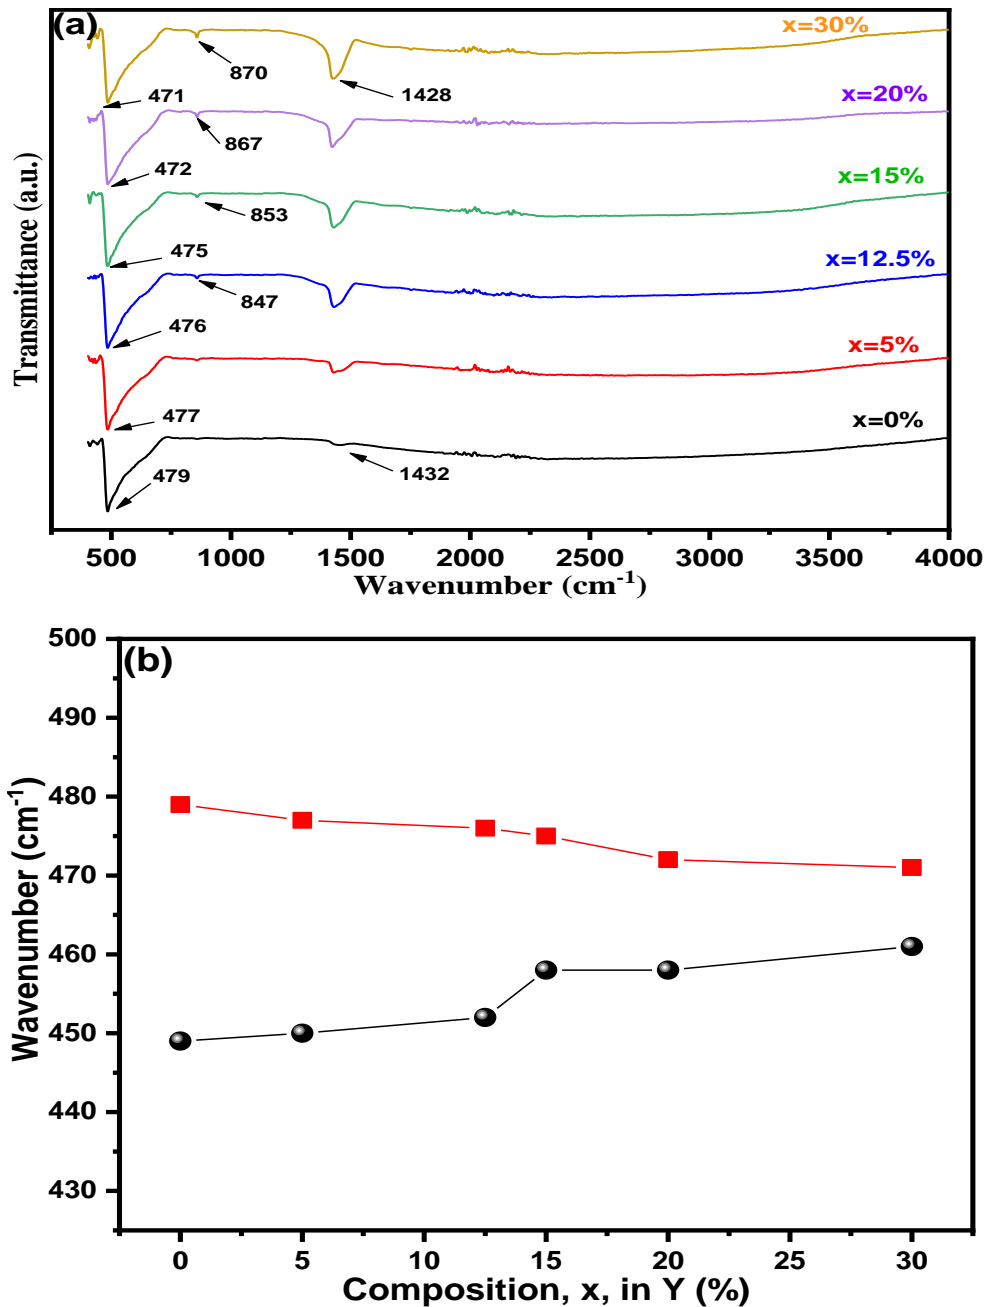 (a)
x=30%
870
1428
471
x=20%
867
472
x=15%
853
475
x=12.5%
847
476
x=5%
477
x=0%
479
1432
Transmittance (a.u.)
500 1000 1500 2000 2500 3000 3500 4000
Wavenumber (cm⁻¹)
(b)
500
490
480
470
460
450
440
430
Wavenumber (cm⁻¹)
0 5 10 15 20 25 30
Composition, x, in Y (%)